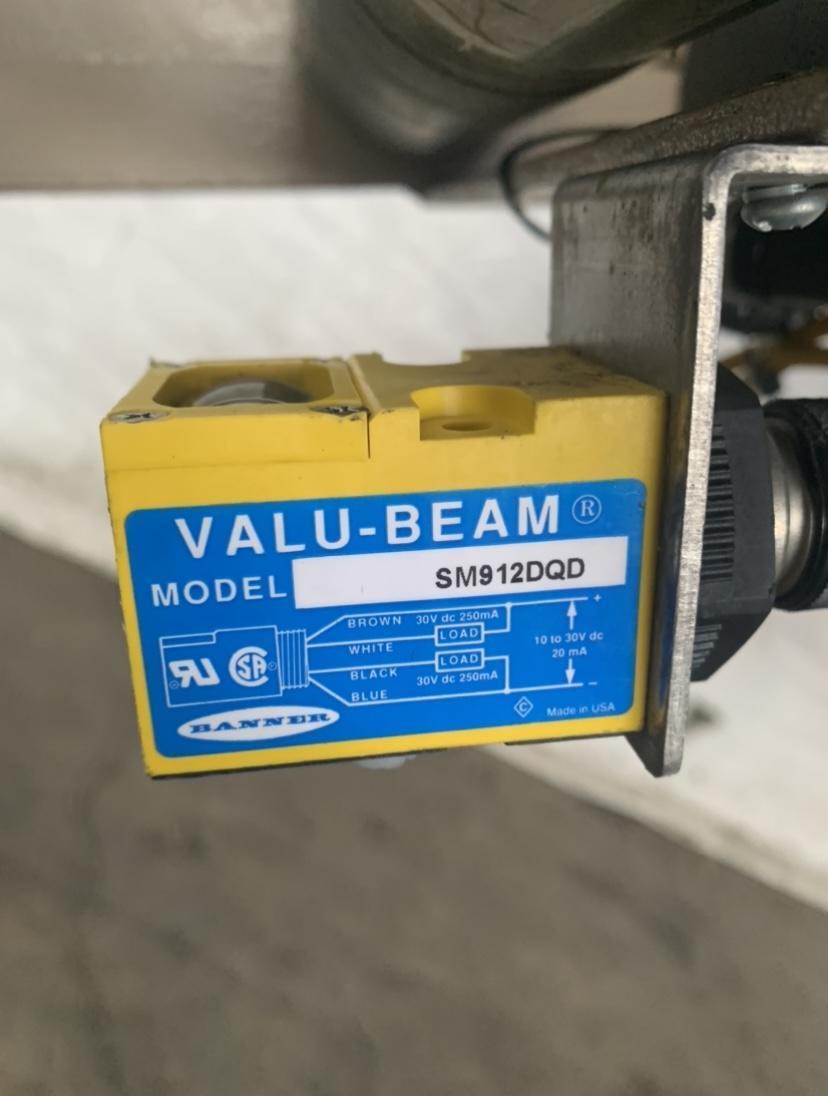 VALU-BEAM®
MODEL SM912DQD
BROWN 30V dc 250mA +
LOAD
WHITE
10 to 30V dc
20 mA
LOAD
BLACK 30V dc 250mA
BLUE −
BANNER
C Made in USA